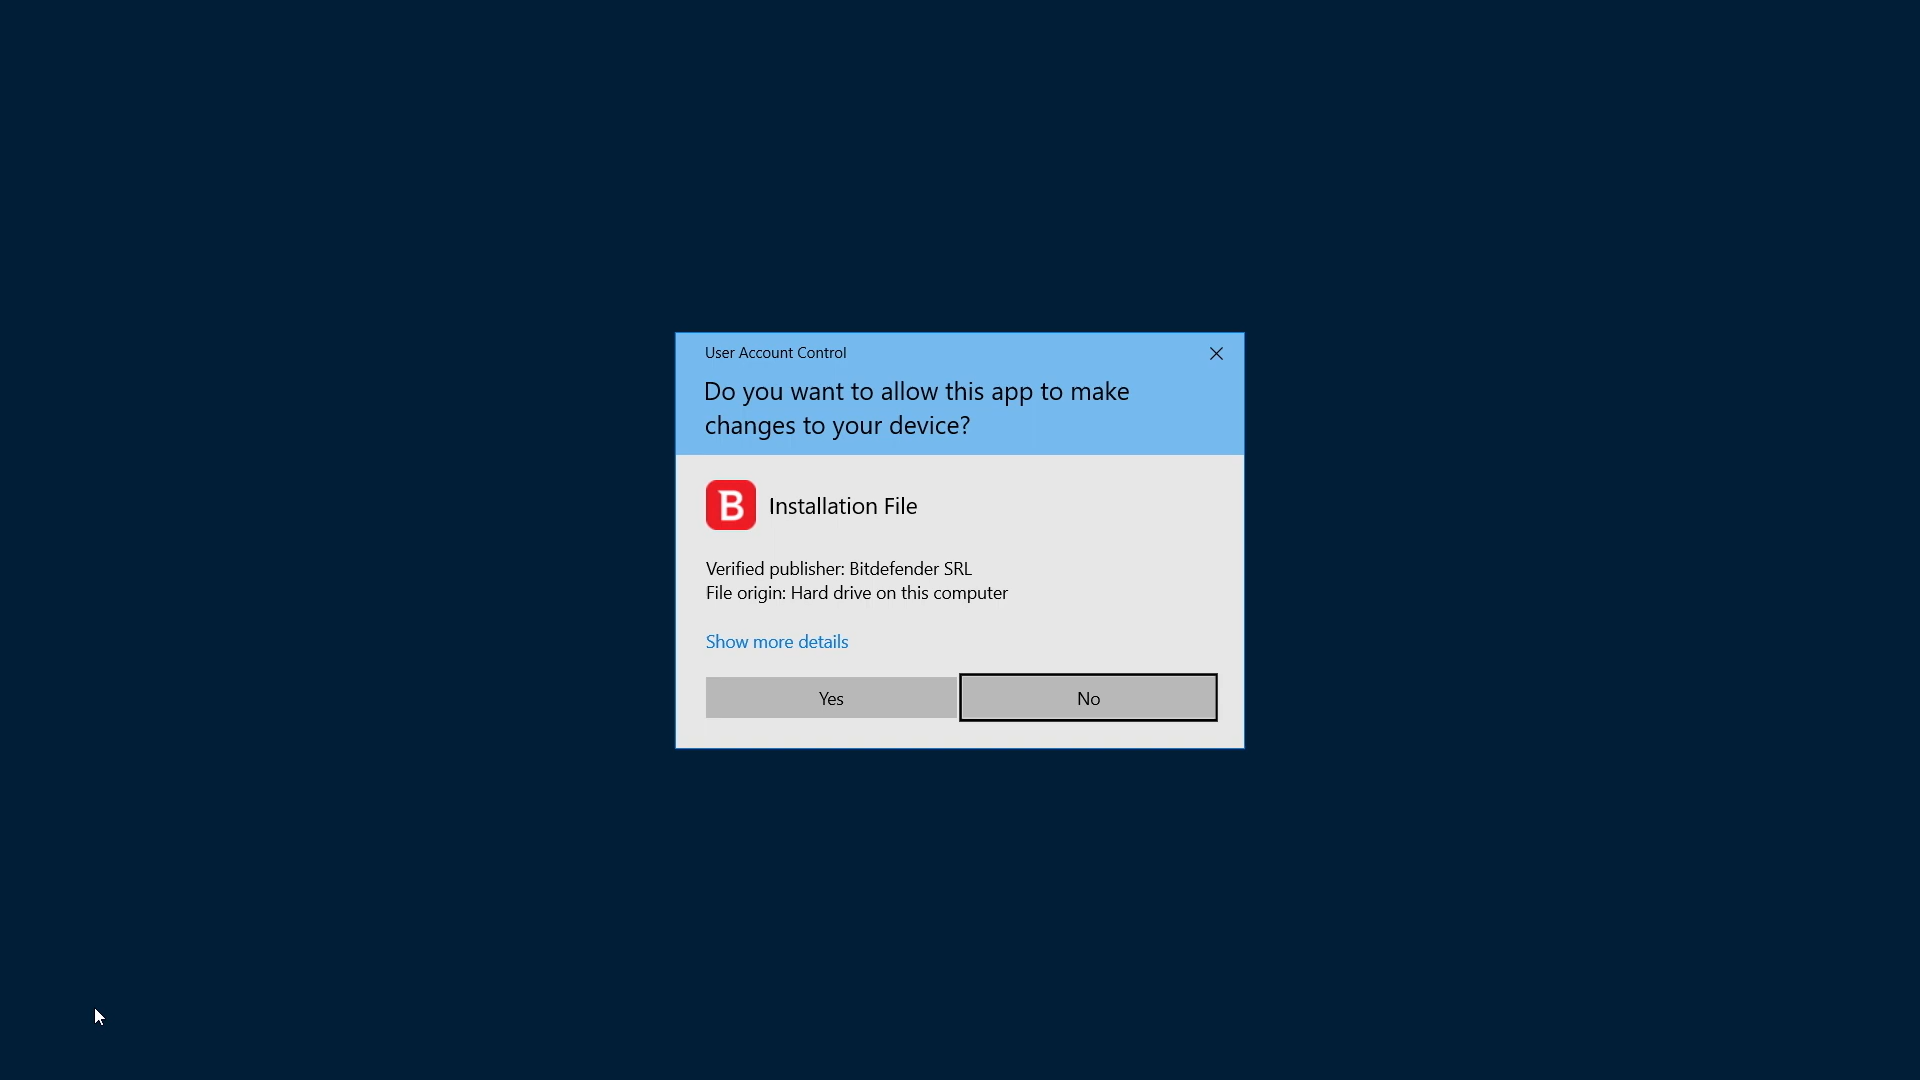 User Account Control
Do you want to allow this app to make
changes to your device?
B
Installation File
Verified publisher: Bitdefender SRL
File origin: Hard drive on this computer
Show more details
Yes
No